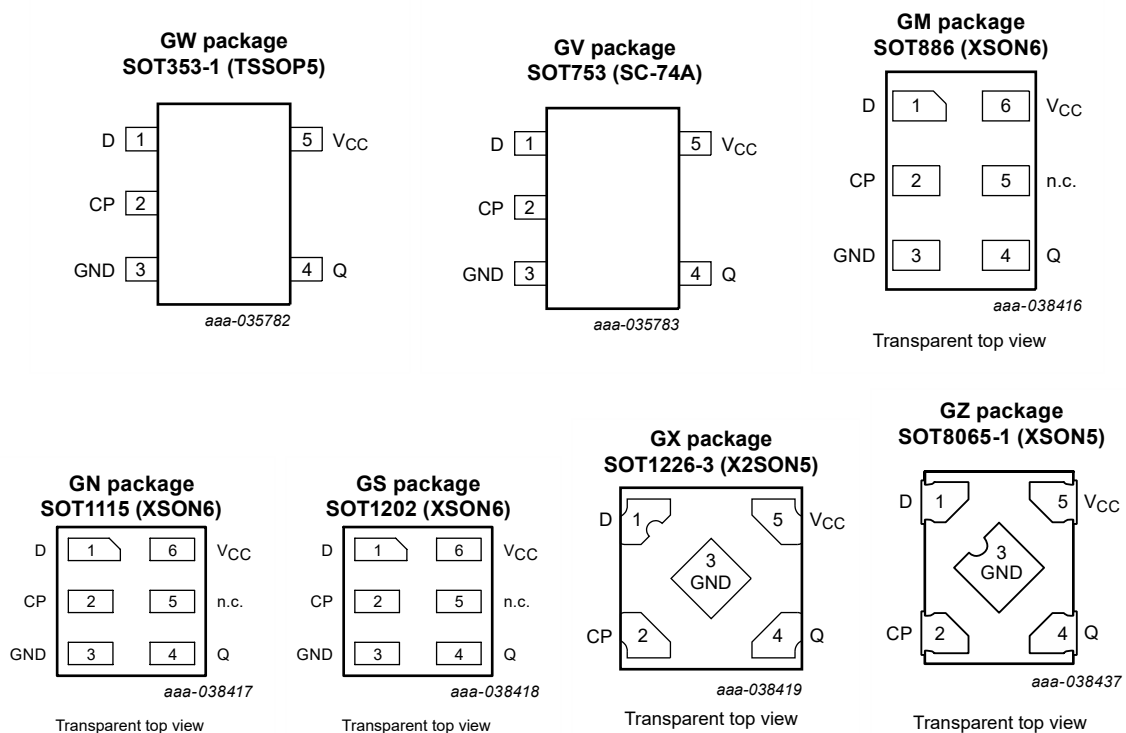 GW package
SOT353-1 (TSSOP5)
D 1 5 VCC
CP 2
GND 3 4 Q
aaa-035782
GV package
SOT753 (SC-74A)
D 1 5 VCC
CP 2
GND 3 4 Q
aaa-035783
GM package
SOT886 (XSON6)
D 1 6 VCC
CP 2 5 n.c.
GND 3 4 Q
aaa-038416
Transparent top view
GN package
SOT1115 (XSON6)
D 1 6 VCC
CP 2 5 n.c.
GND 3 4 Q
aaa-038417
Transparent top view
GS package
SOT1202 (XSON6)
D 1 6 VCC
CP 2 5 n.c.
GND 3 4 Q
aaa-038418
Transparent top view
GX package
SOT1226-3 (X2SON5)
D 1 5 VCC
3
GND
CP 2 4 Q
aaa-038419
Transparent top view
GZ package
SOT8065-1 (XSON5)
D 1 5 VCC
3
GND
CP 2 4 Q
aaa-038437
Transparent top view